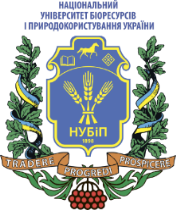 НАЦІОНАЛЬНИЙ
УНІВЕРСИТЕТ БІОРЕСУРСІВ
І ПРИРОДОКОРИСТУВАННЯ УКРАЇНИ
НУБІП
1898
TRADERE PROGREDI PROSPICERE